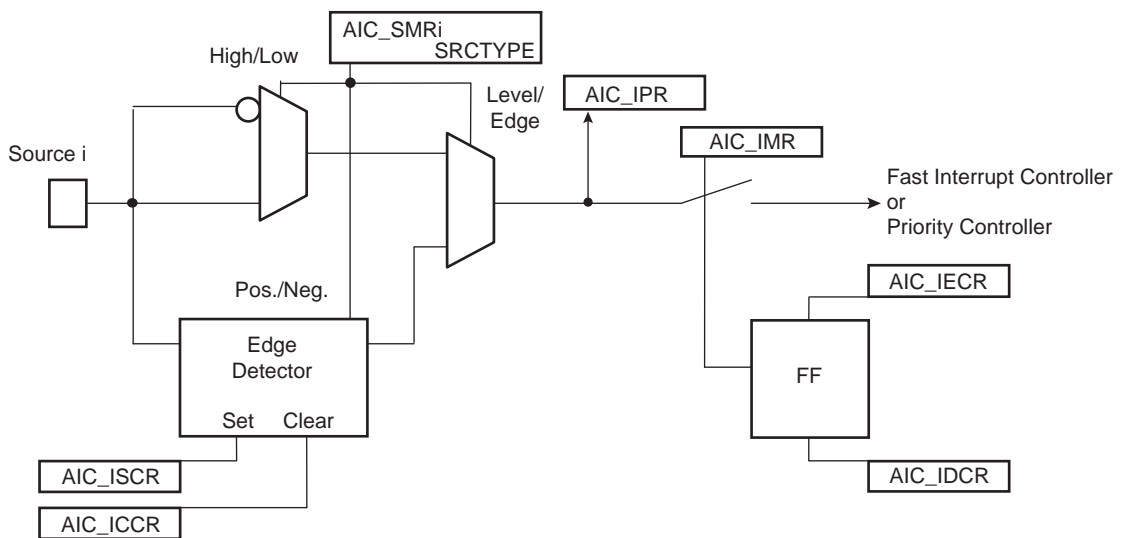 AIC_SMRi
SRCTYPE
High/Low
Level/
Edge
AIC_IPR
AIC_IMR
Source i
Fast Interrupt Controller
or
Priority Controller
Pos./Neg.
AIC_IECR
Edge
Detector
FF
Set Clear
AIC_ISCR
AIC_IDCR
AIC_ICCR